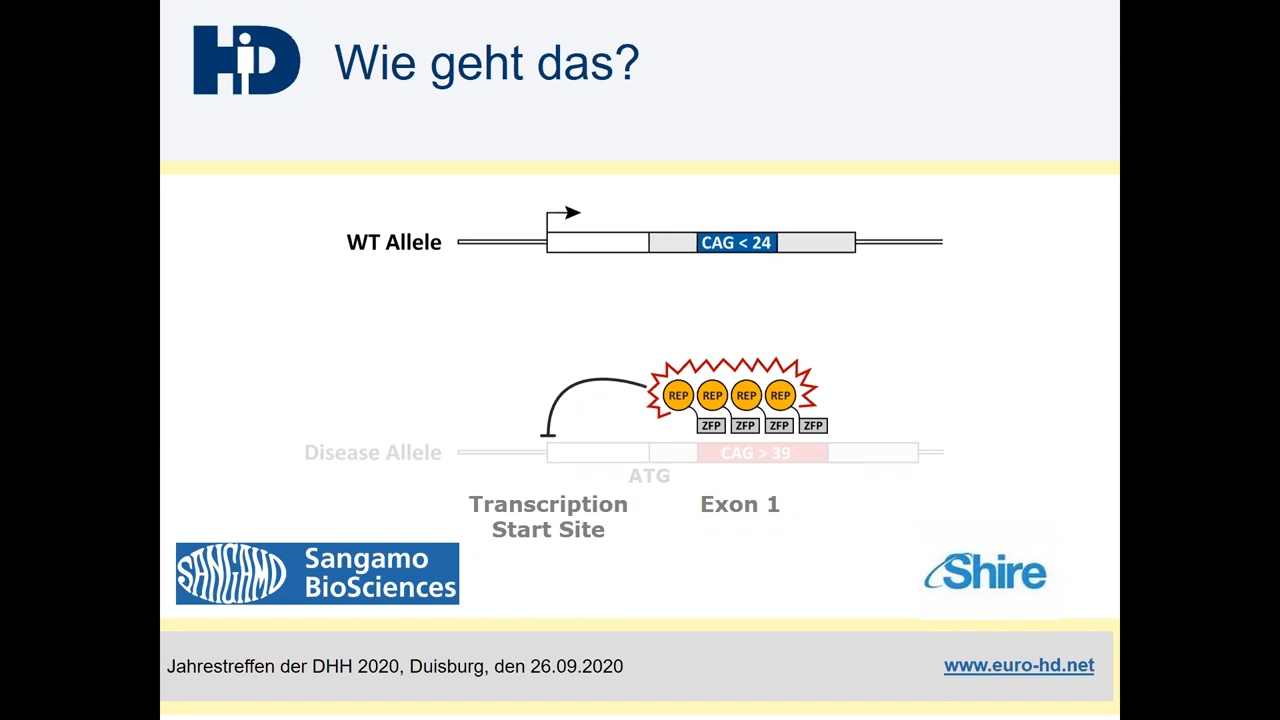 HD
Wie geht das?
WT Allele
CAG < 24
REP REP REP REP
ZFP ZFP ZFP ZFP
Disease Allele
CAG > 39
ATG
Transcription
Start Site
Exon 1
SANGAMO
Sangamo
BioSciences
Shire
Jahrestreffen der DHH 2020, Duisburg, den 26.09.2020
www.euro-hd.net